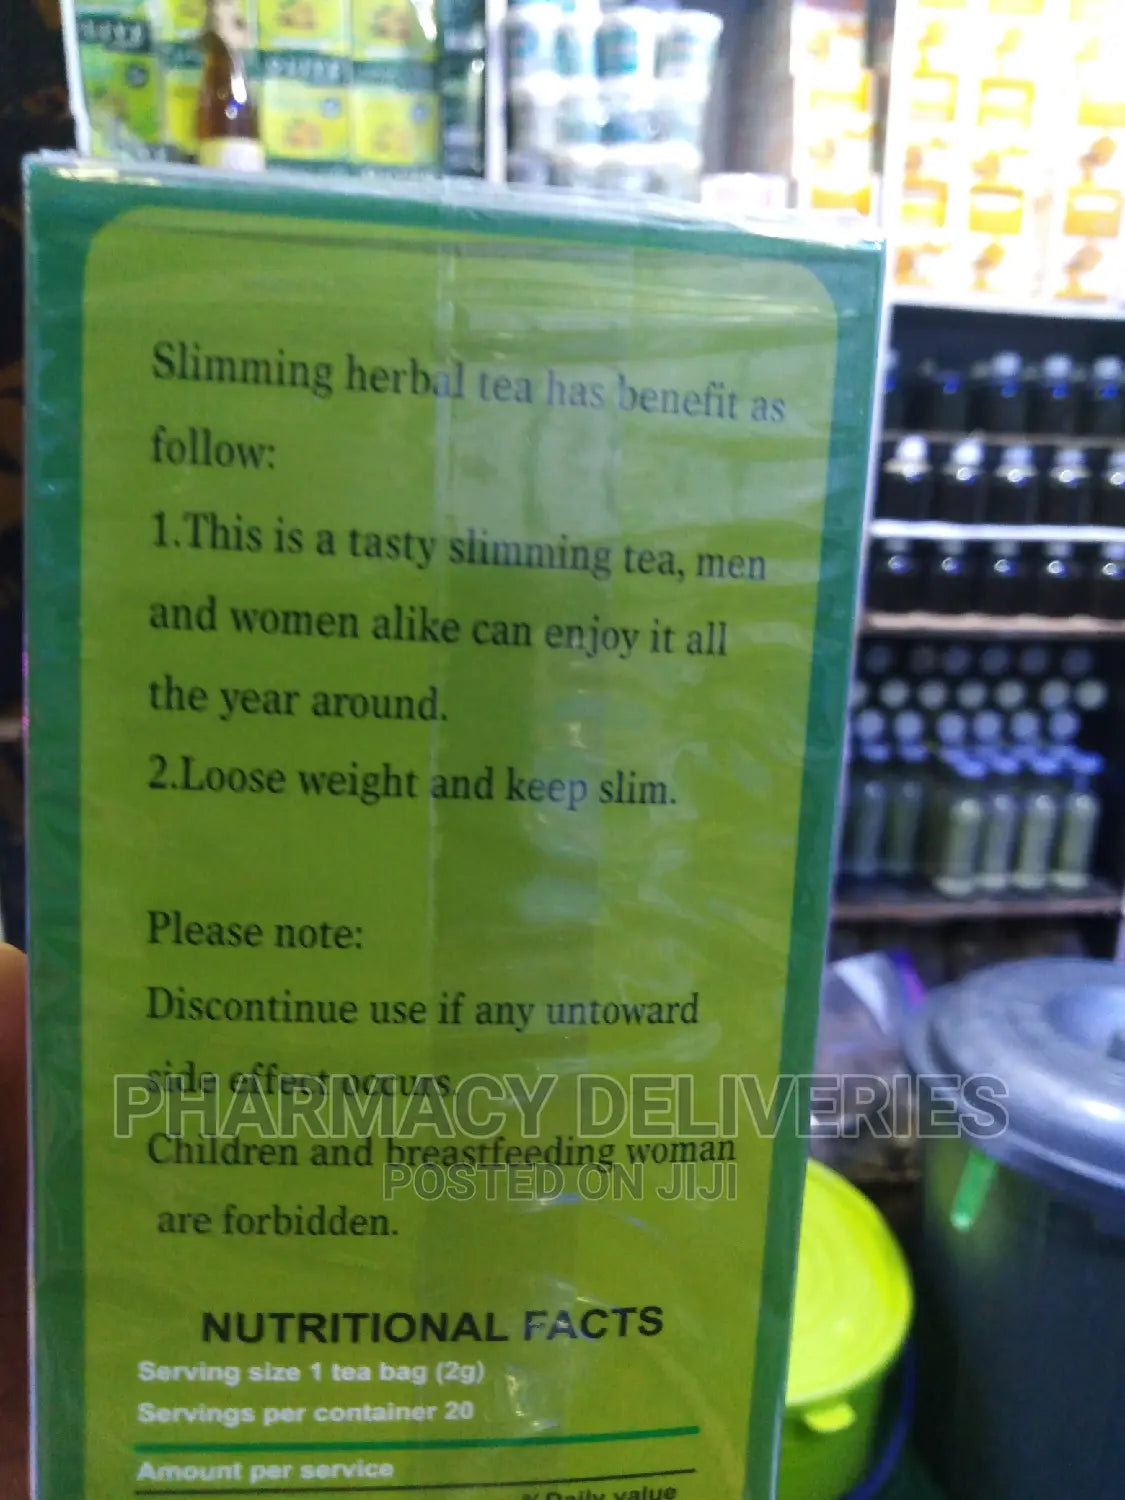 Slimming herbal tea has benefit as
follow:
1.This is a tasty slimming tea, men
and women alike can enjoy it all
the year around.
2.Loose weight and keep slim.
Please note:
Discontinue use if any untoward
side effect occurs.
PHARMACY DELIVERIES
Children and breastfeeding woman
POSTED ON JIJI
are forbidden.
NUTRITIONAL FACTS
Serving size 1 tea bag (2g)
Servings per container 20
Amount per service
% Daily value